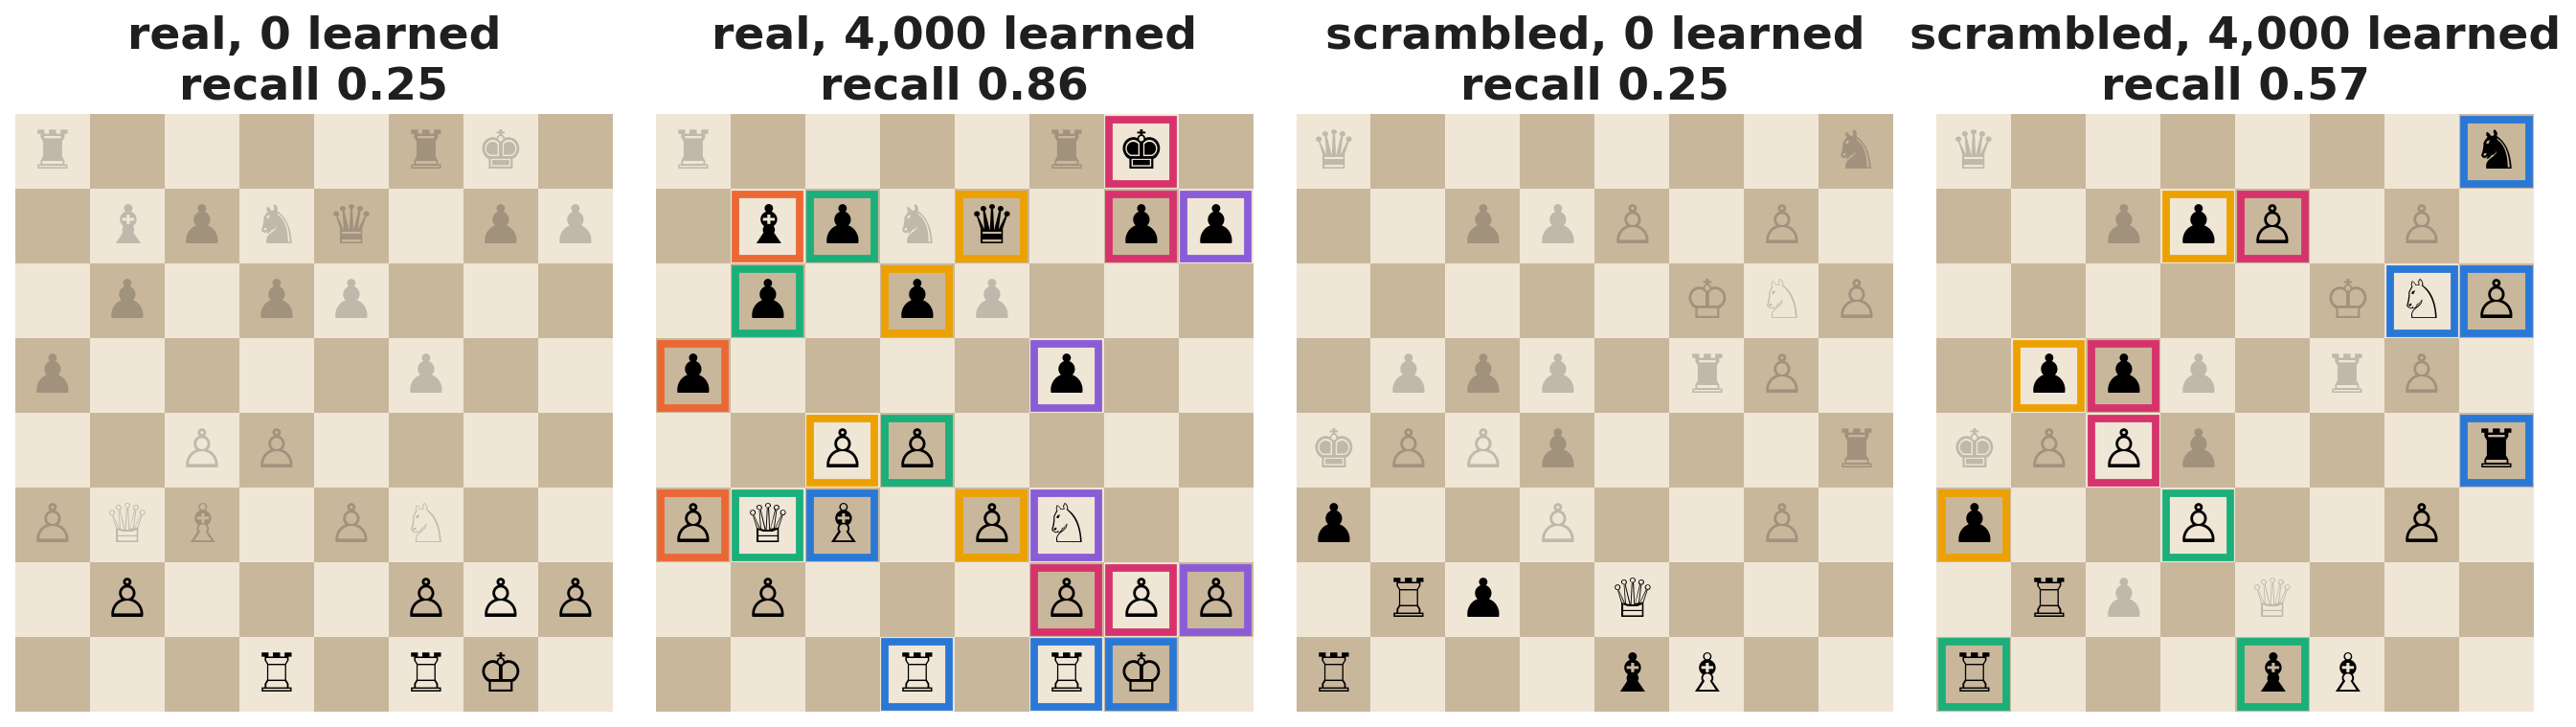 real, 0 learned
recall 0.25
real, 4,000 learned
recall 0.86
scrambled, 0 learned
recall 0.25
scrambled, 4,000 learned
recall 0.57